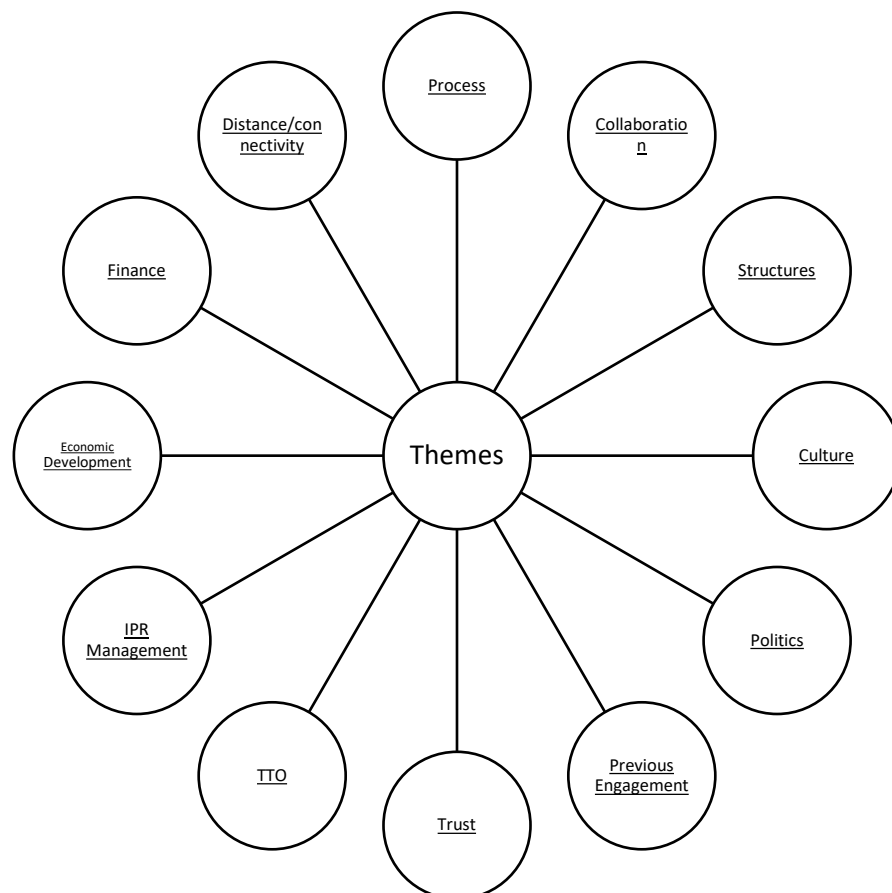 Process
Distance/con
nectivity
Collaboratio
n
Finance
Structures
Themes
Economic
Development
Culture
IPR
Management
Politics
Previous
Engagement
TTO
Trust